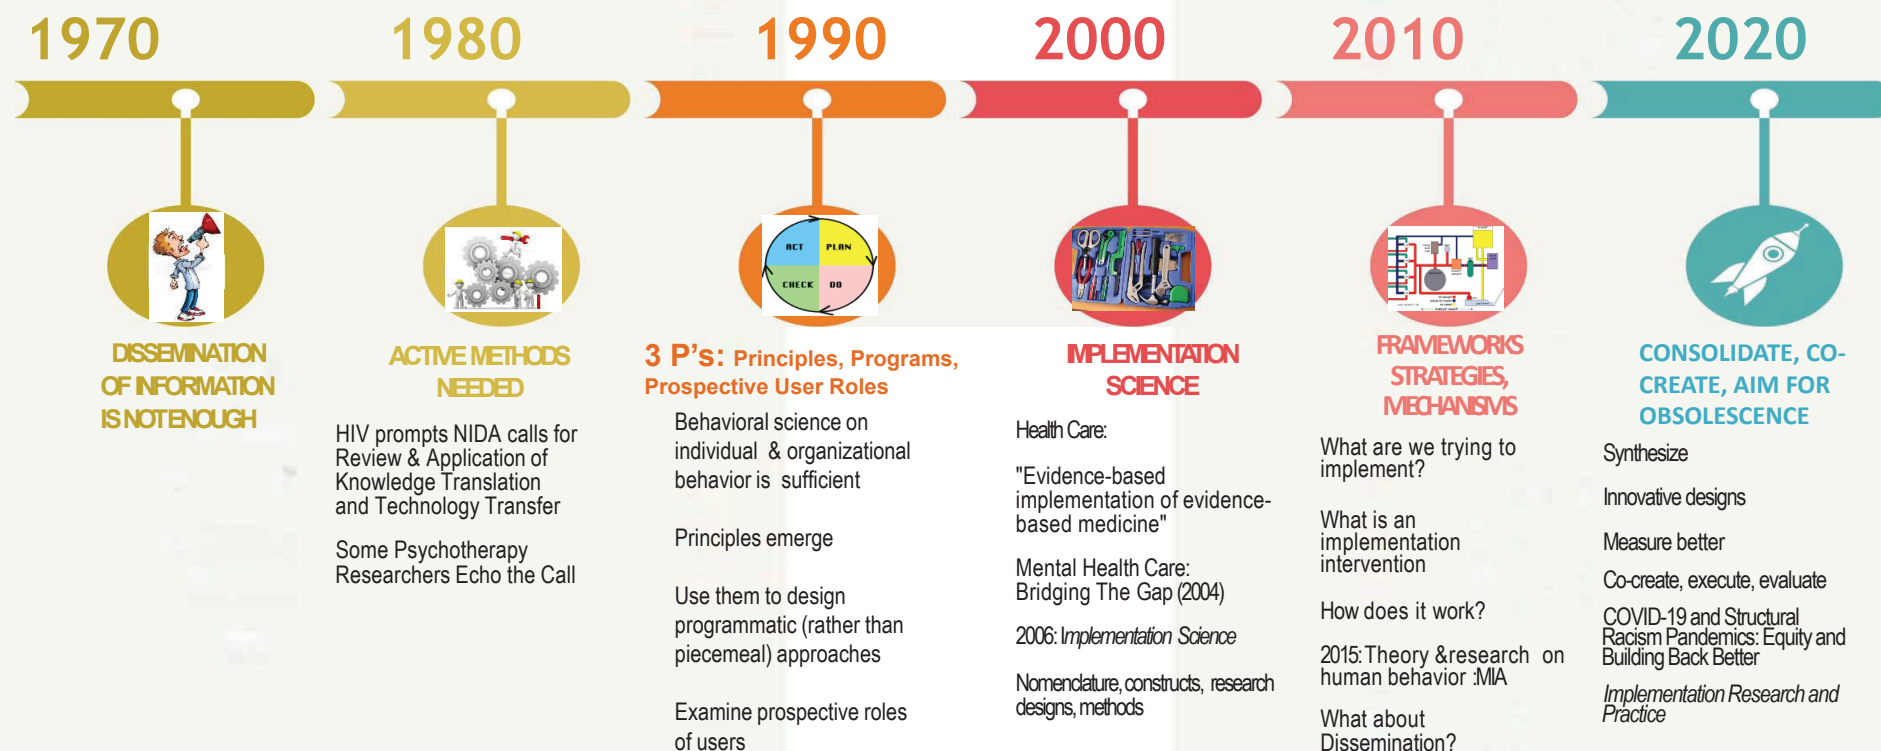 1970
1980
1990
2000
2010
2020
ACT
PLAN
CHECK
DO
DISSEMINATION
OF INFORMATION
IS NOT ENOUGH
ACTIVE METHODS
NEEDED
HIV prompts NIDA calls for
Review & Application of
Knowledge Translation
and Technology Transfer
Some Psychotherapy
Researchers Echo the Call
3 P's: Principles, Programs,
Prospective User Roles
Behavioral science on
individual & organizational
behavior is sufficient
Principles emerge
Use them to design
programmatic (rather than
piecemeal) approaches
Examine prospective roles
of users
IMPLEMENTATION
SCIENCE
Health Care:
"Evidence-based
implementation of evidence-
based medicine"
Mental Health Care:
Bridging The Gap (2004)
2006: Implementation Science
Nomenclature, constructs, research
designs, methods
FRAMEWORKS
STRATEGIES,
MECHANISMS
What are we trying to
implement?
What is an
implementation
intervention
How does it work?
2015: Theory & research on
human behavior :MIA
What about
Dissemination?
CONSOLIDATE, CO-
CREATE, AIM FOR
OBSOLESCENCE
Synthesize
Innovative designs
Measure better
Co-create, execute, evaluate
COVID-19 and Structural
Racism Pandemics: Equity and
Building Back Better
Implementation Research and
Practice